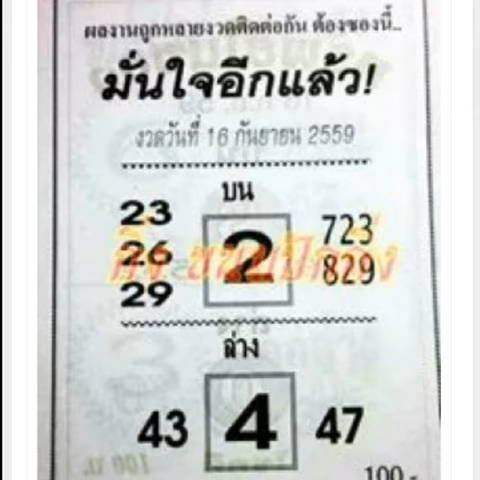 ผลงานถูกหลายงวดติดต่อกัน ต้องซองนี้..
มั่นใจอีกแล้ว!
งวดวันที่ 16 กันยายน 2559
บน
23
26
29
2
723
829
ล่าง
43 4 47
100.-